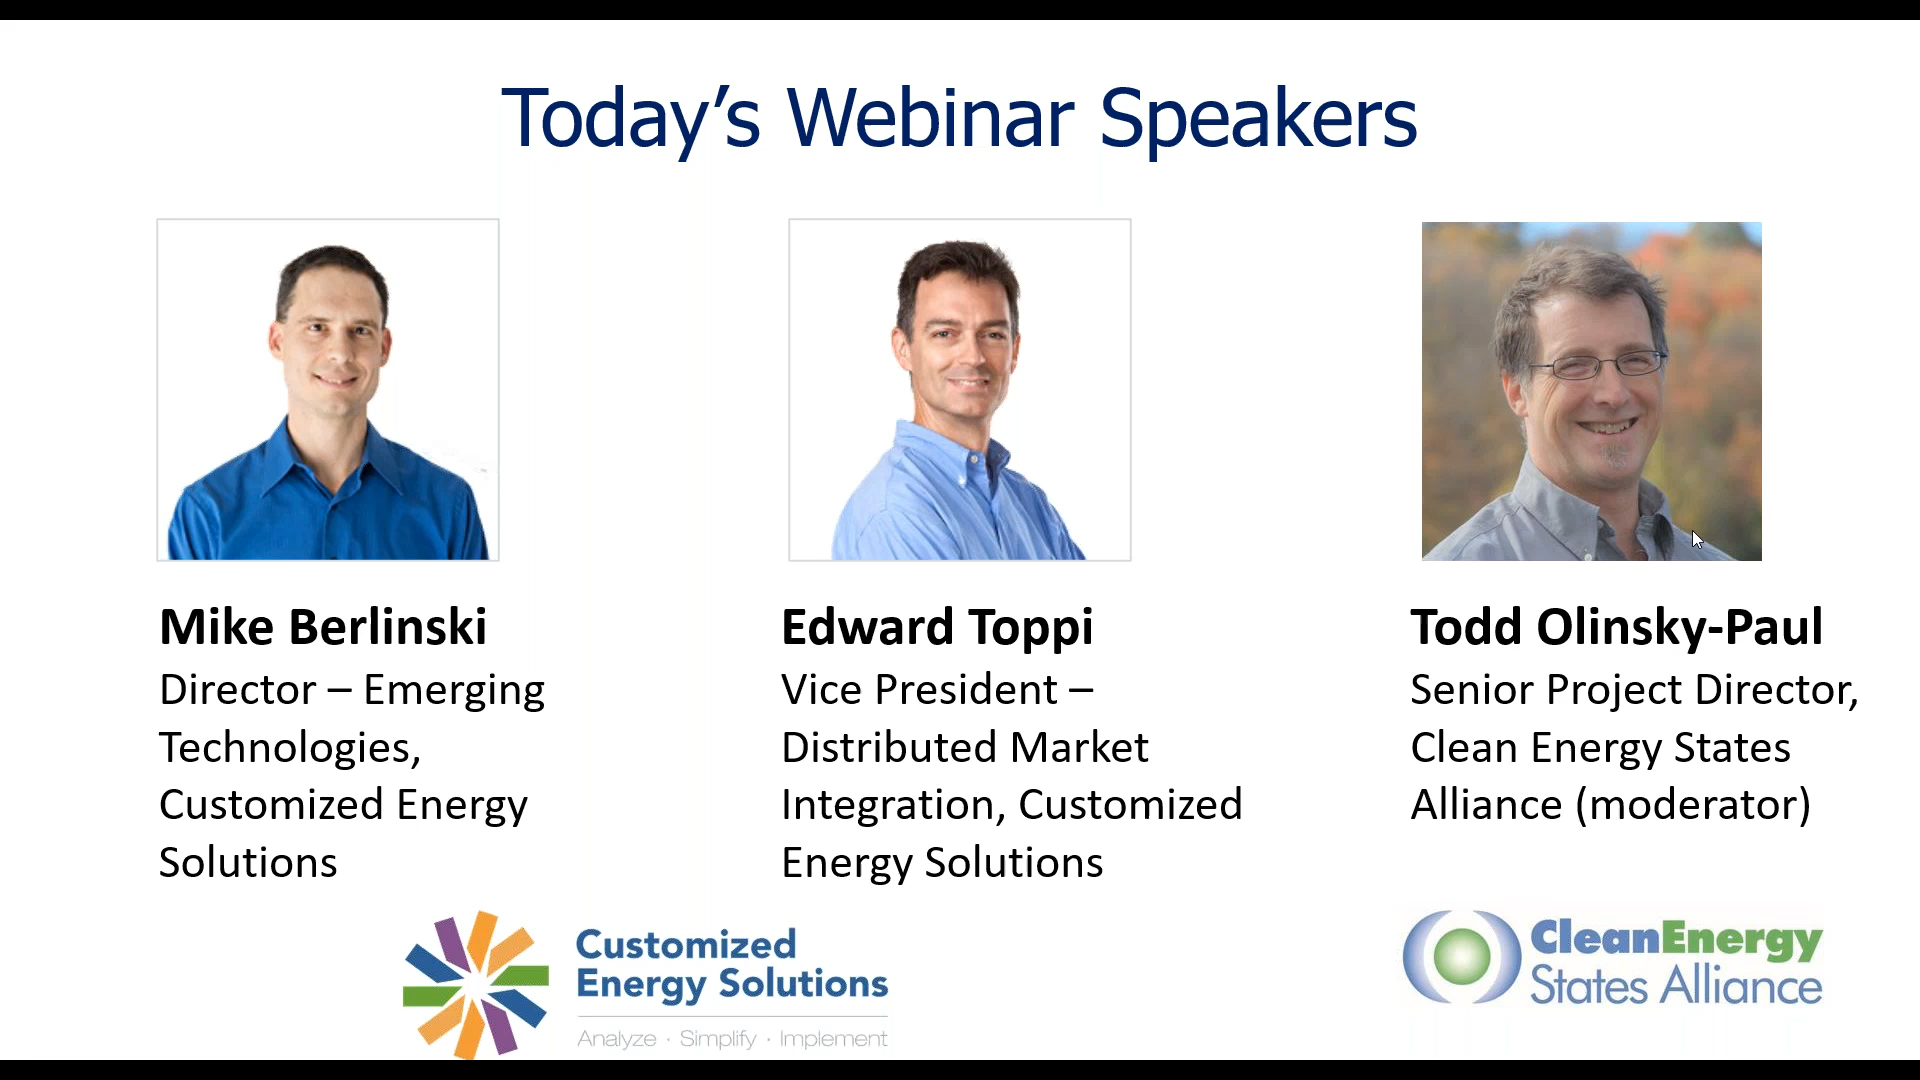 Today’s Webinar Speakers
Mike Berlinski
Director – Emerging
Technologies,
Customized Energy
Solutions
Edward Toppi
Vice President –
Distributed Market
Integration, Customized
Energy Solutions
Todd Olinsky-Paul
Senior Project Director,
Clean Energy States
Alliance (moderator)
Customized
Energy Solutions
Analyze · Simplify · Implement
CleanEnergy
States Alliance